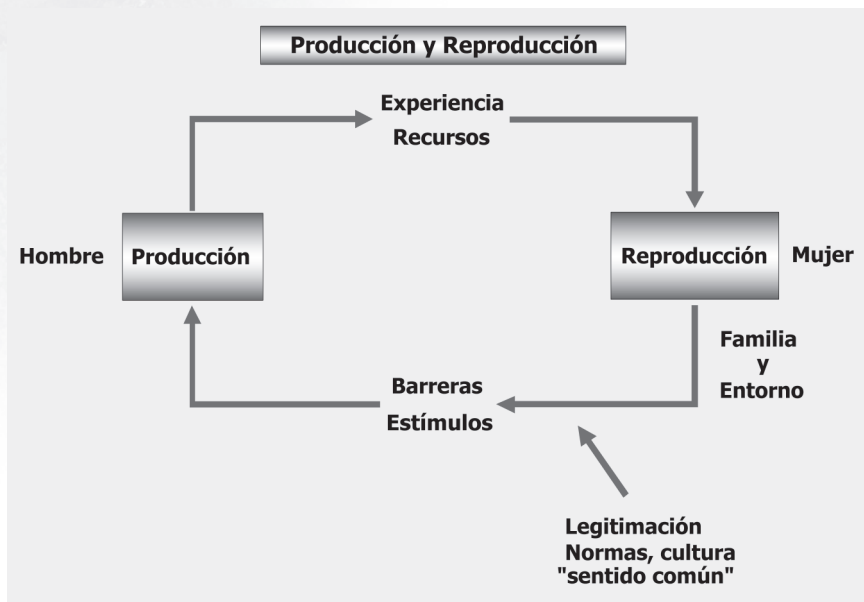 Producción y Reproducción
Experiencia
Recursos
Hombre
Producción
Reproducción
Mujer
Familia
y
Entorno
Barreras
Estímulos
Legitimación
Normas, cultura
"sentido común"